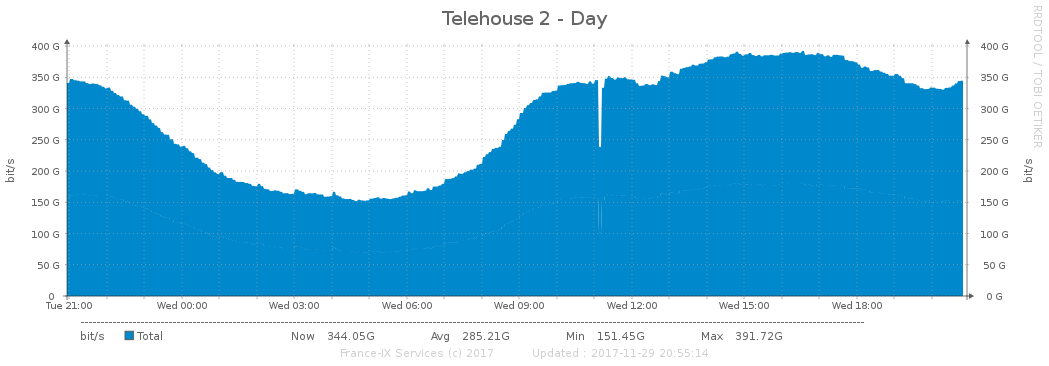 Telehouse 2 - Day
RRDTOOL / TOBI OETIKER
400 G 400 G
350 G 350 G
300 G 300 G
250 G 250 G
200 G 200 G
150 G 150 G
100 G 100 G
50 G 50 G
0 0 G
bit/s bit/s
Tue 21:00 Wed 00:00 Wed 03:00 Wed 06:00 Wed 09:00 Wed 12:00 Wed 15:00 Wed 18:00
bit/s Total Now 344.05G Avg 285.21G Min 151.45G Max 391.72G
France-IX Services (c) 2017 Updated : 2017-11-29 20:55:14